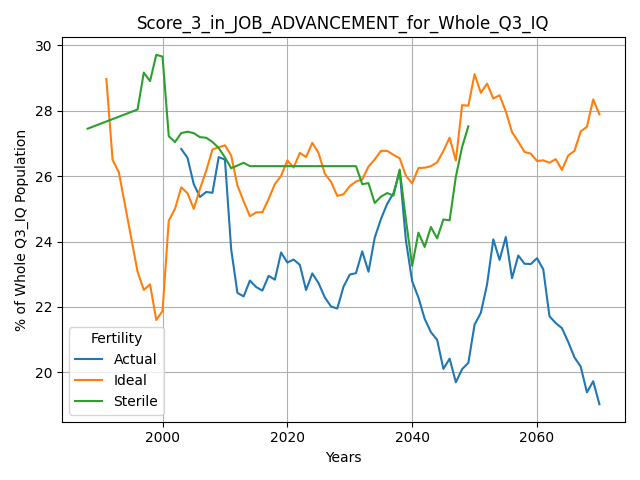 Score_3_in_JOB_ADVANCEMENT_for_Whole_Q3_IQ
% of Whole Q3_IQ Population
30
28
26
24
22
20
Fertility
Actual
Ideal
Sterile
2000
2020
2040
2060
Years